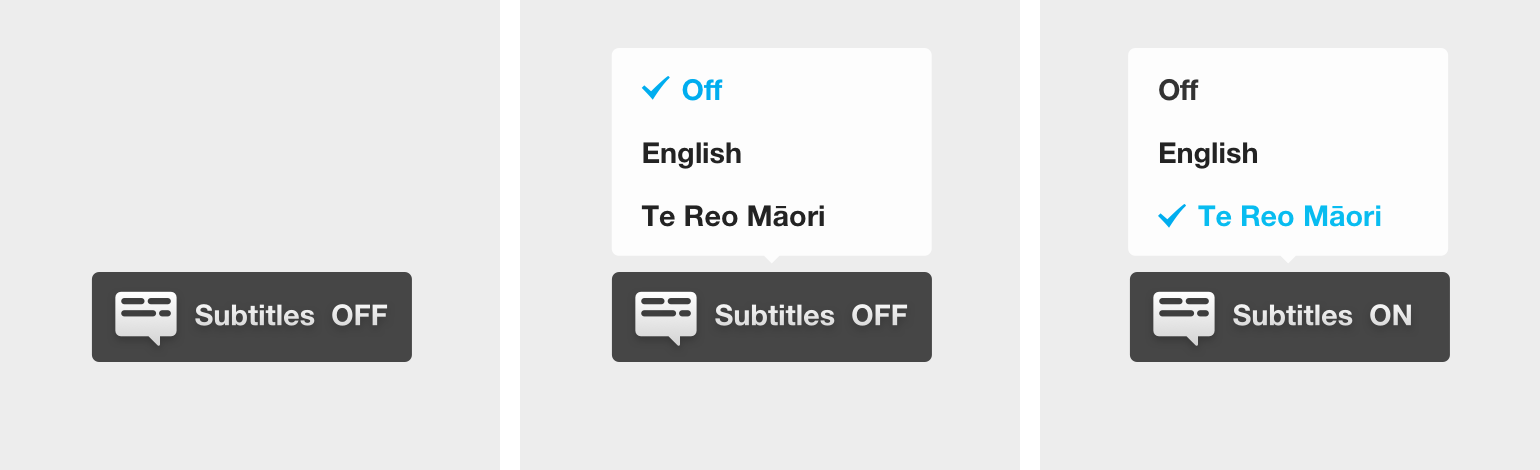 Subtitles OFF
Off
English
Te Reo Māori
Subtitles OFF
Off
English
Te Reo Māori
Subtitles ON